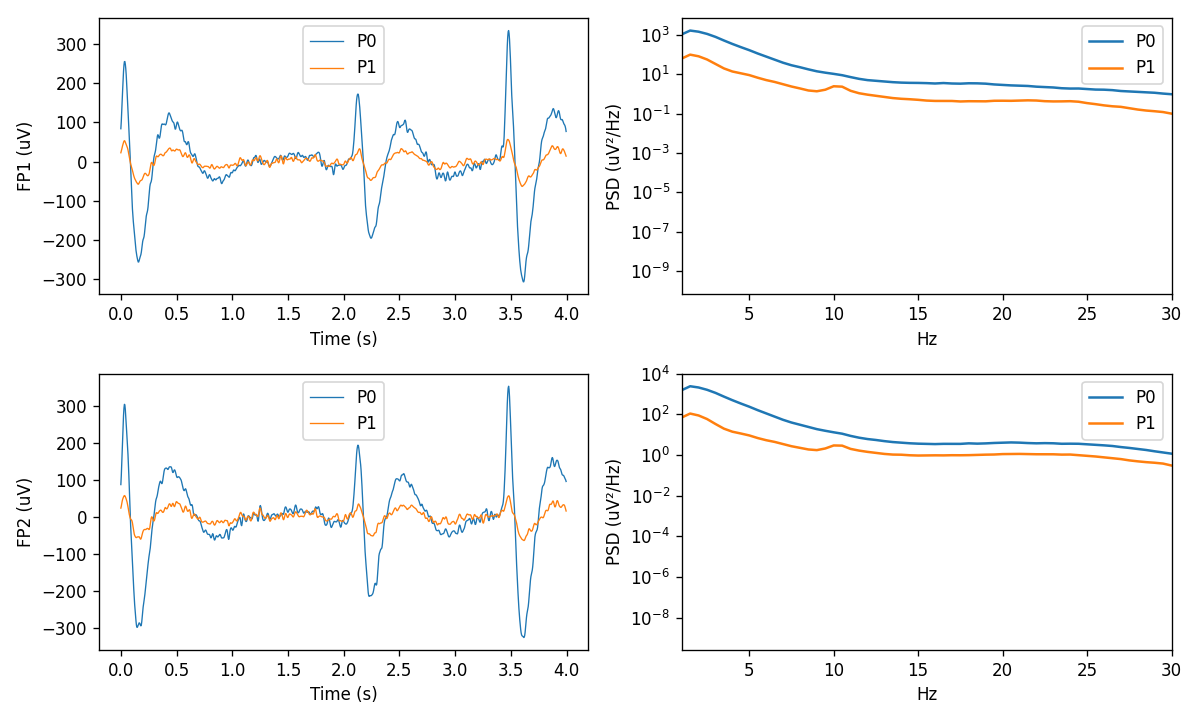 FP1 (uV)
300
200
100
0
−100
−200
−300
P0
P1
0.0 0.5 1.0 1.5 2.0 2.5 3.0 3.5 4.0
Time (s)
PSD (uV²/Hz)
10³
10¹
10⁻¹
10⁻³
10⁻⁵
10⁻⁷
10⁻⁹
P0
P1
5 10 15 20 25 30
Hz
FP2 (uV)
300
200
100
0
−100
−200
−300
P0
P1
0.0 0.5 1.0 1.5 2.0 2.5 3.0 3.5 4.0
Time (s)
PSD (uV²/Hz)
10⁴
10²
10⁰
10⁻²
10⁻⁴
10⁻⁶
10⁻⁸
P0
P1
5 10 15 20 25 30
Hz